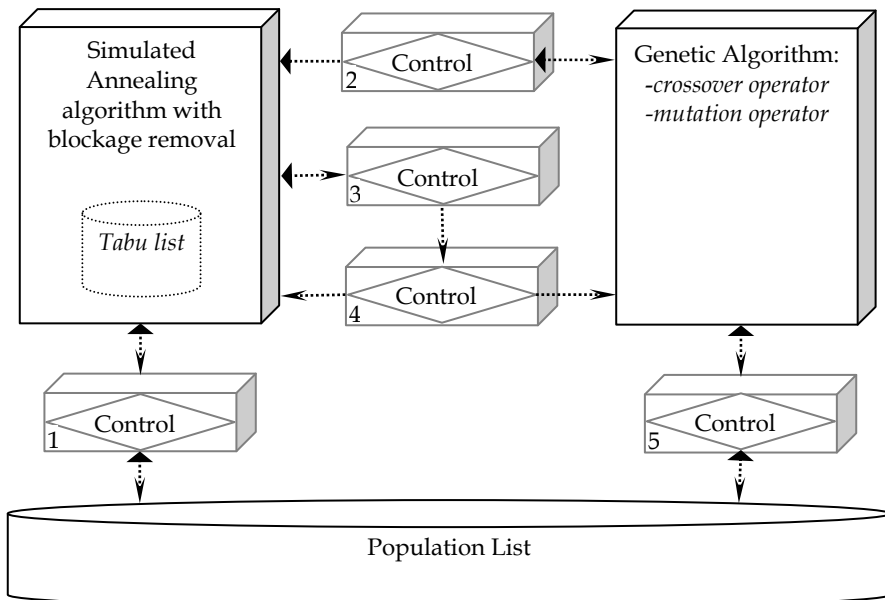 Simulated
Annealing
algorithm with
blockage removal
Tabu list
Control
2
Control
3
Control
4
Genetic Algorithm:
-crossover operator
-mutation operator
Control
1
Control
5
Population List